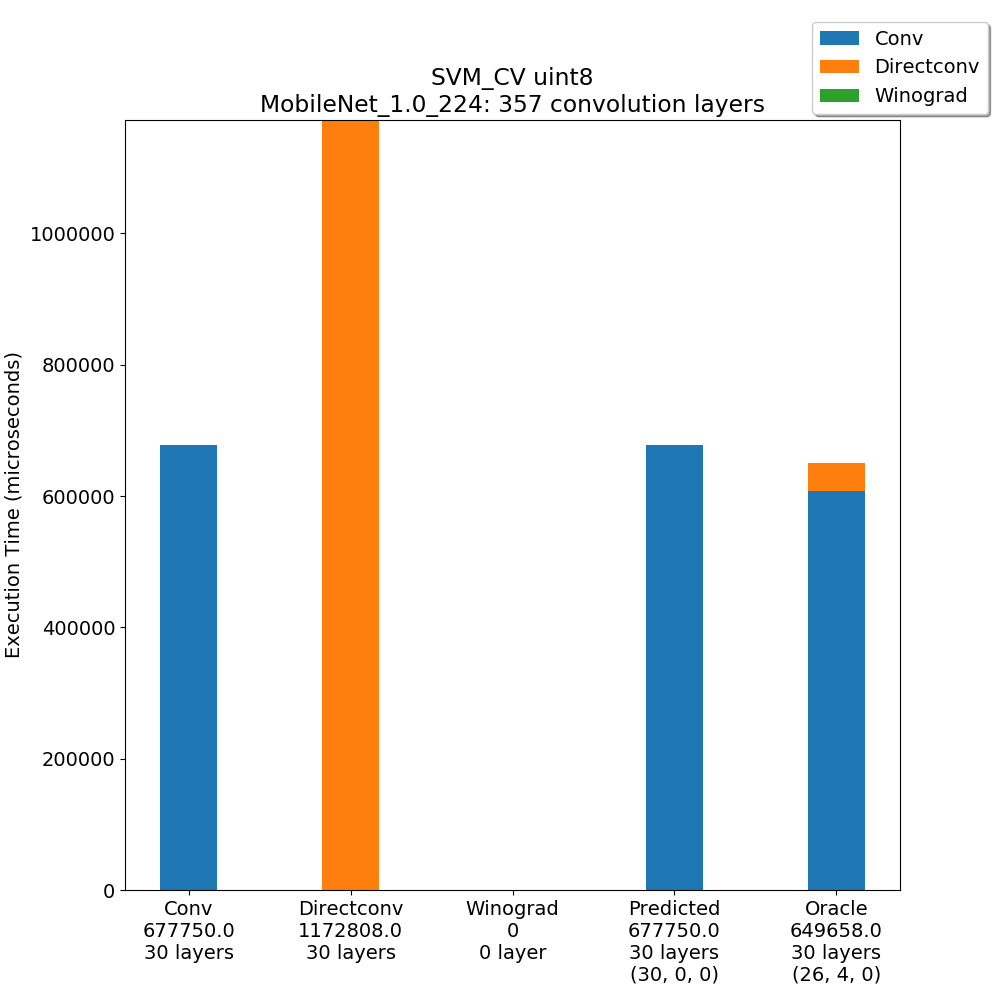 Conv
Directconv
Winograd
SVM_CV uint8
MobileNet_1.0_224: 357 convolution layers
Execution Time (microseconds)
1000000
800000
600000
400000
200000
0
Conv
677750.0
30 layers
Directconv
1172808.0
30 layers
Winograd
0
0 layer
Predicted
677750.0
30 layers
(30, 0, 0)
Oracle
649658.0
30 layers
(26, 4, 0)